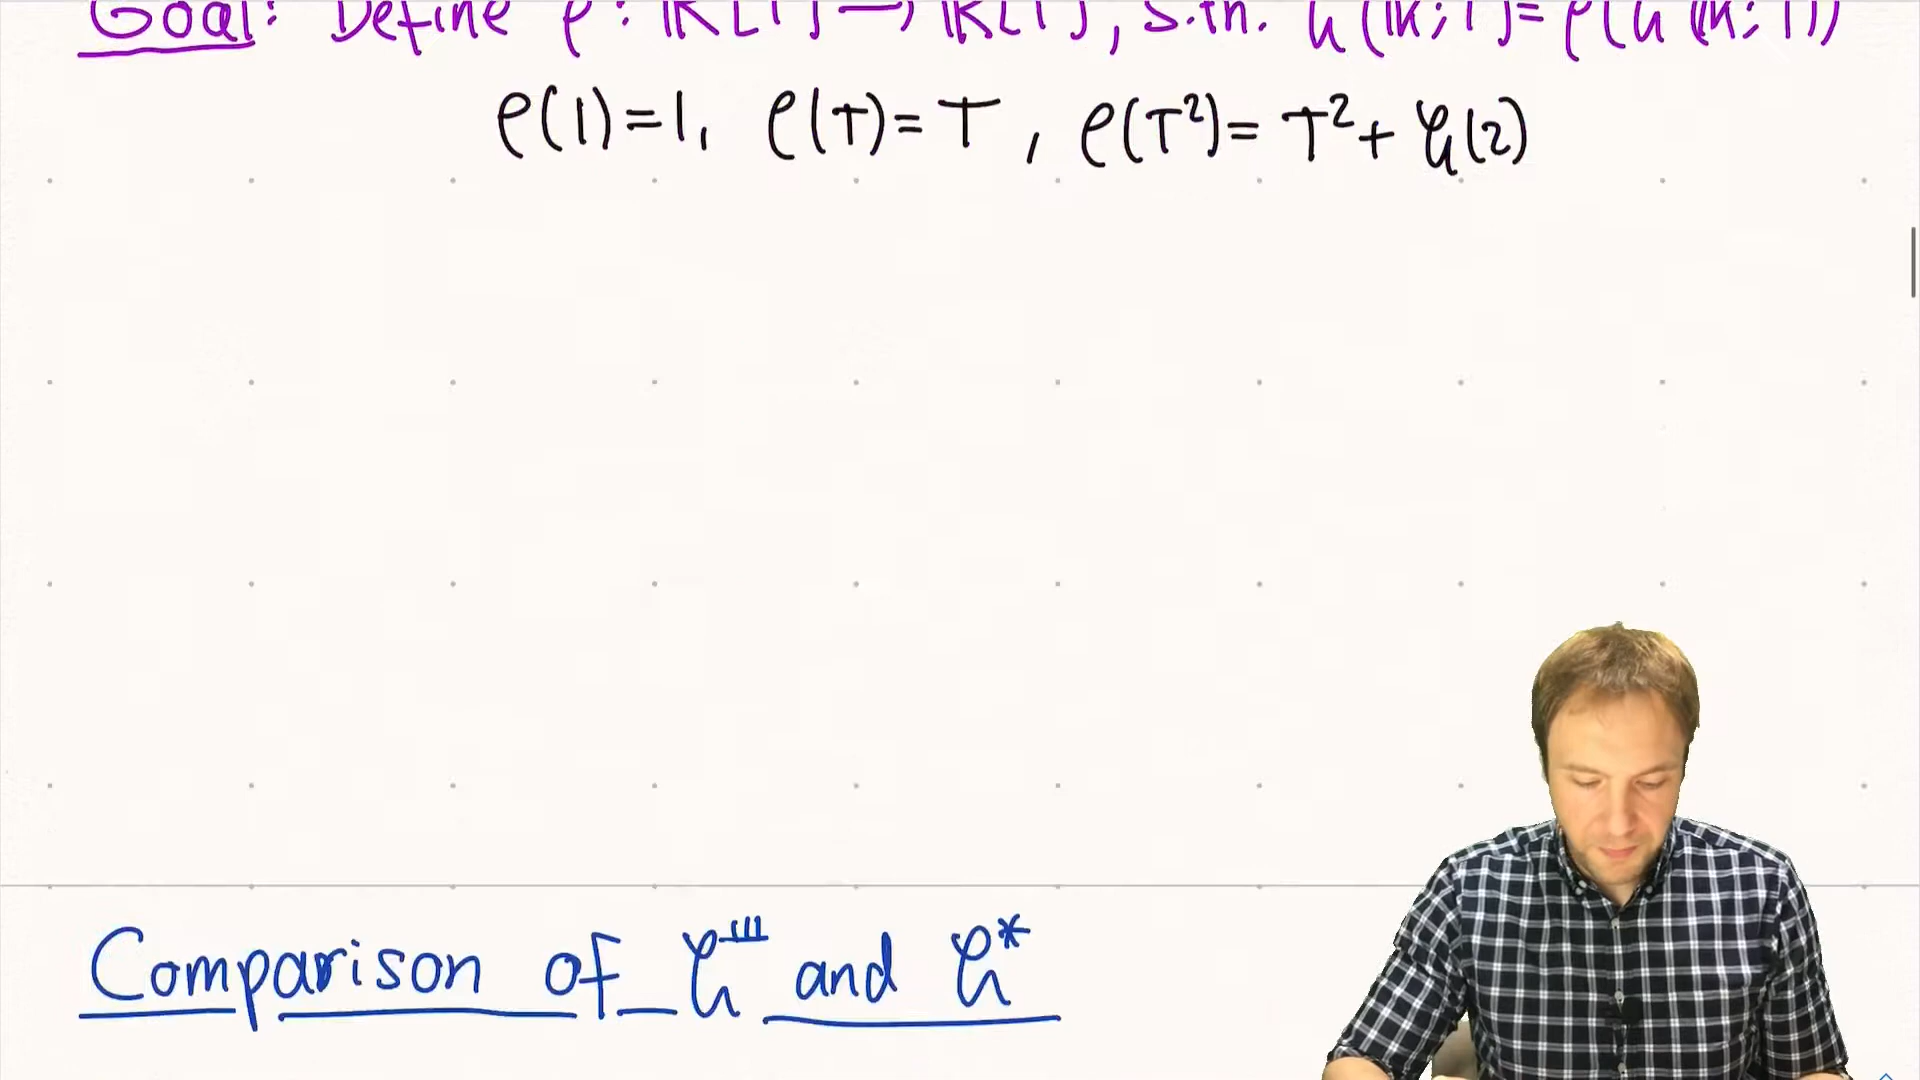 Goal: Define ρ: ℝ[T] → ℝ[T], s.th. ζ(𝕜; T) = ρ(ζ(𝕜; T))
ρ(1)=1, ρ(T)= T, ρ(T²)= T² + ζ(2)
Comparison of ζ^ш and ζ^*